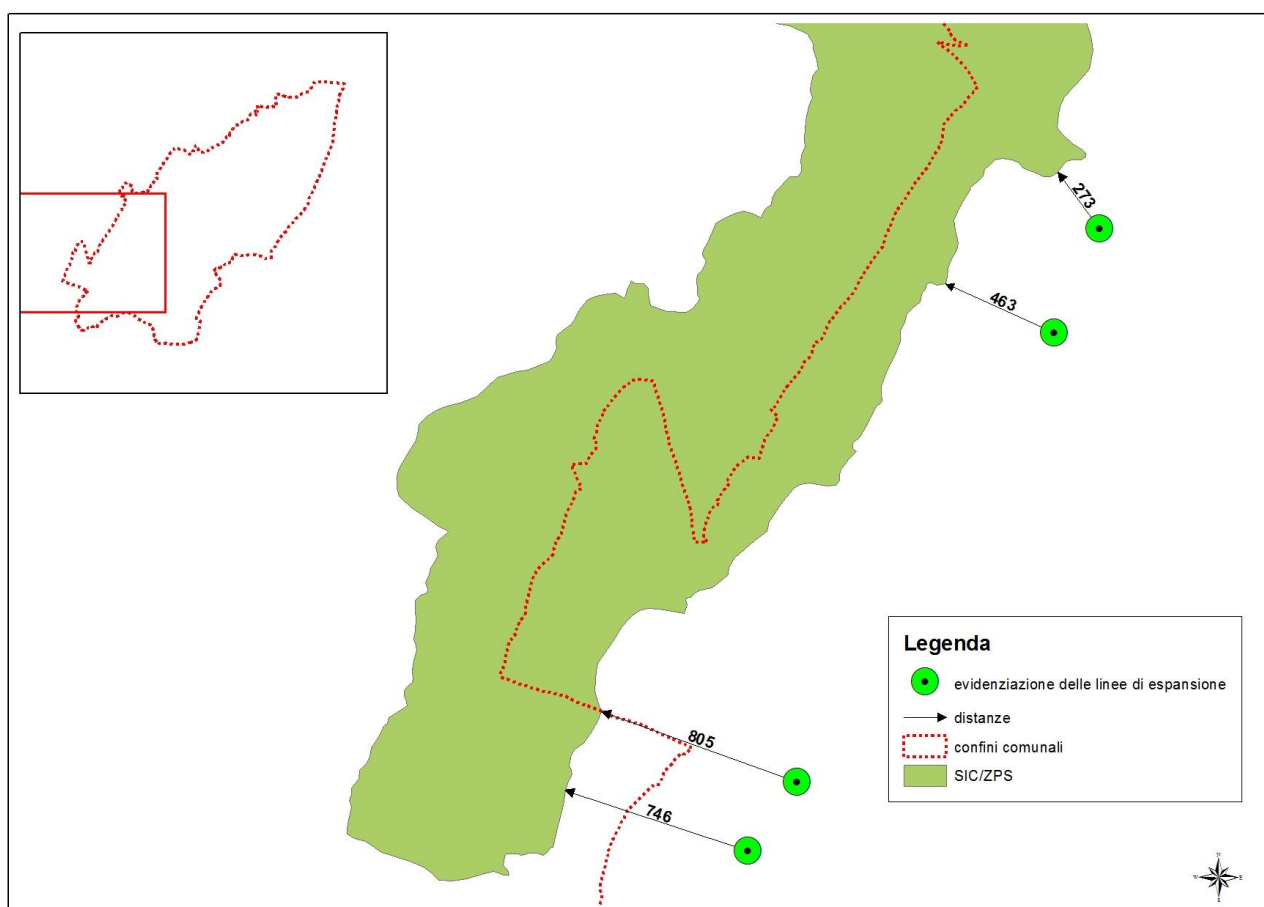 273
463
805
746
Legenda
evidenziazione delle linee di espansione
distanze
confini comunali
SIC/ZPS
N
W E
S